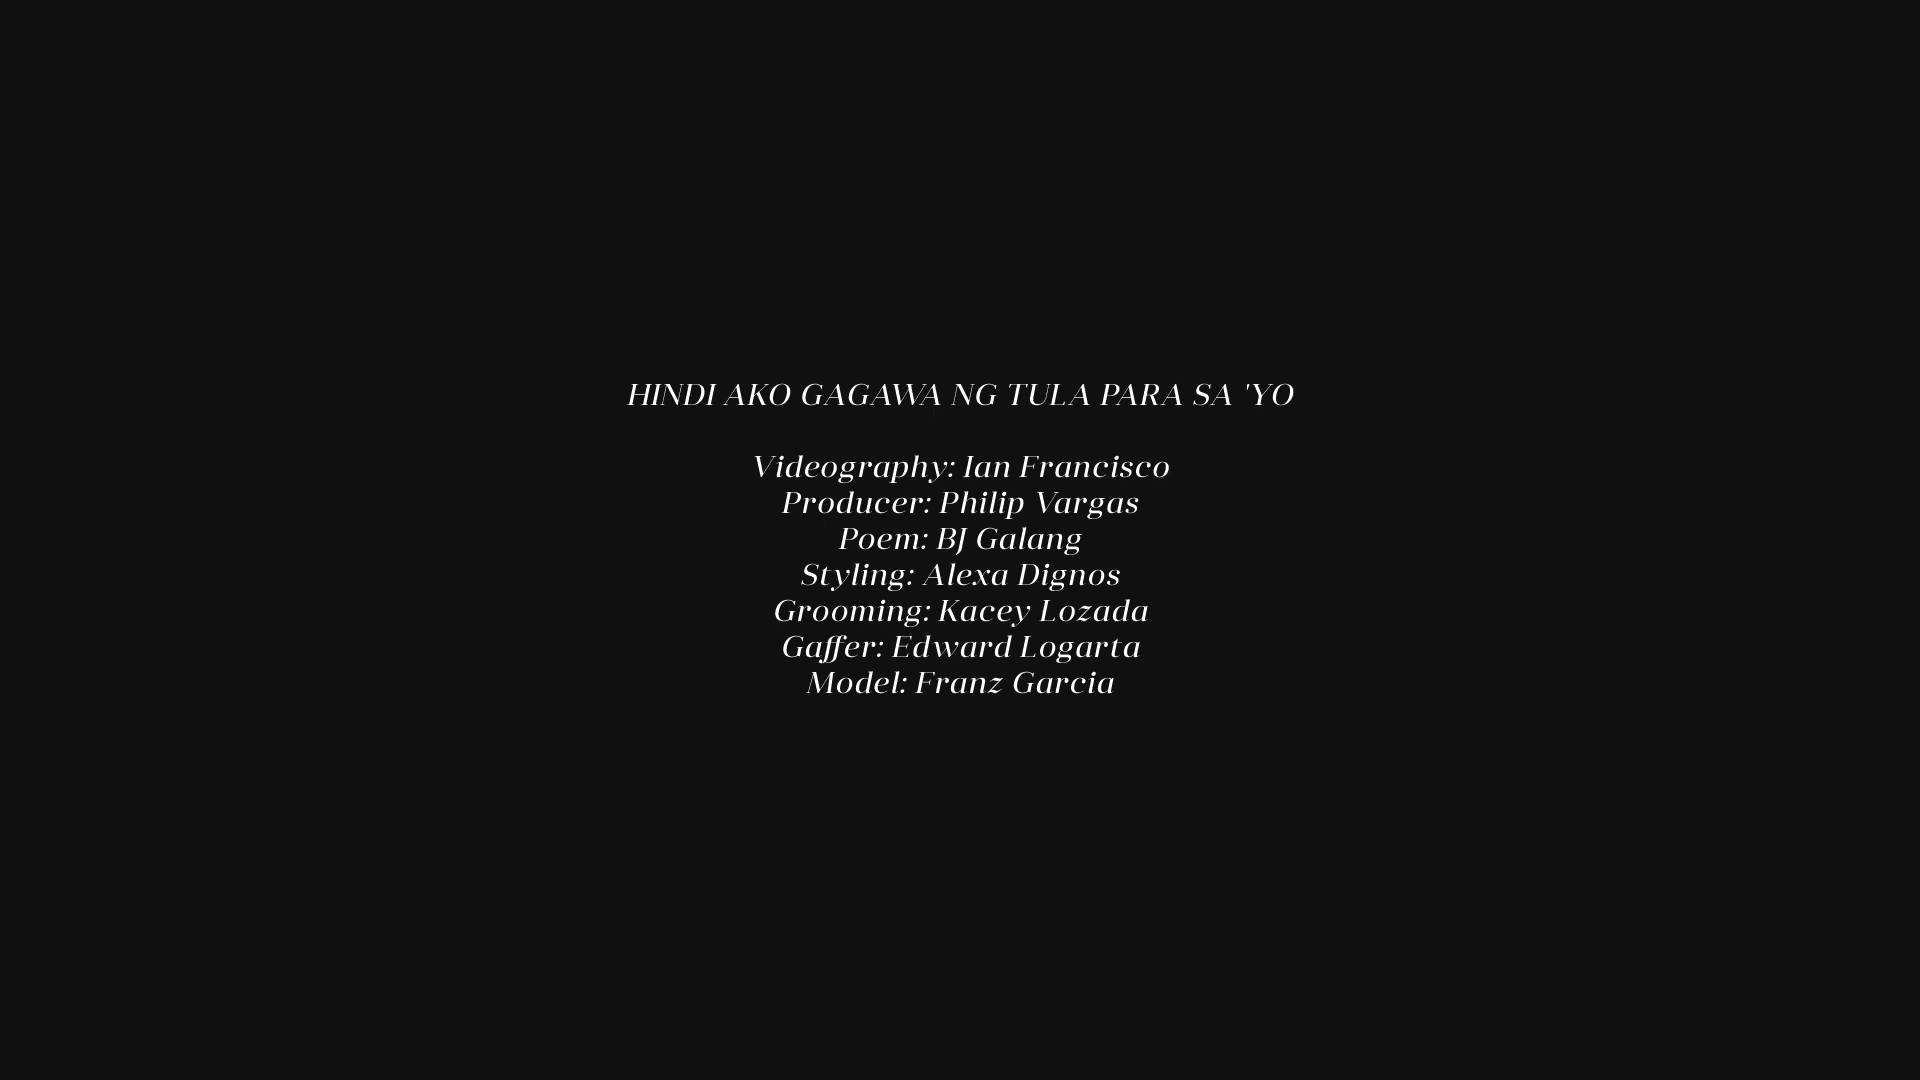 HINDI AKO GAGAWA NG TULA PARA SA 'YO
Videography: Ian Francisco
Producer: Philip Vargas
Poem: BJ Galang
Styling: Alexa Dignos
Grooming: Kacey Lozada
Gaffer: Edward Logarta
Model: Franz Garcia